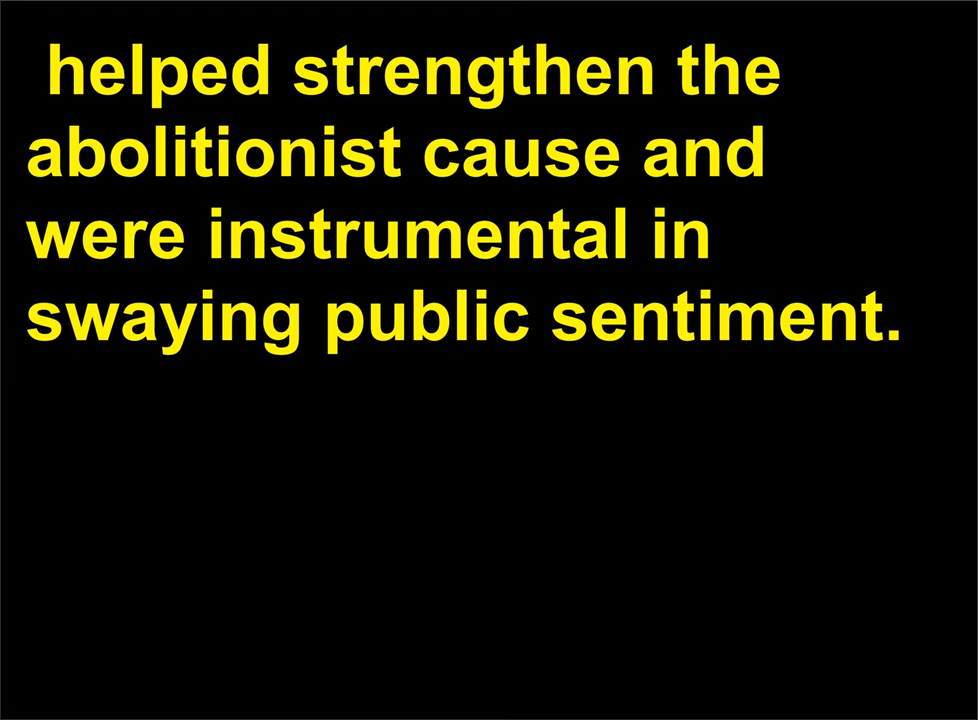 helped strengthen the
abolitionist cause and
were instrumental in
swaying public sentiment.